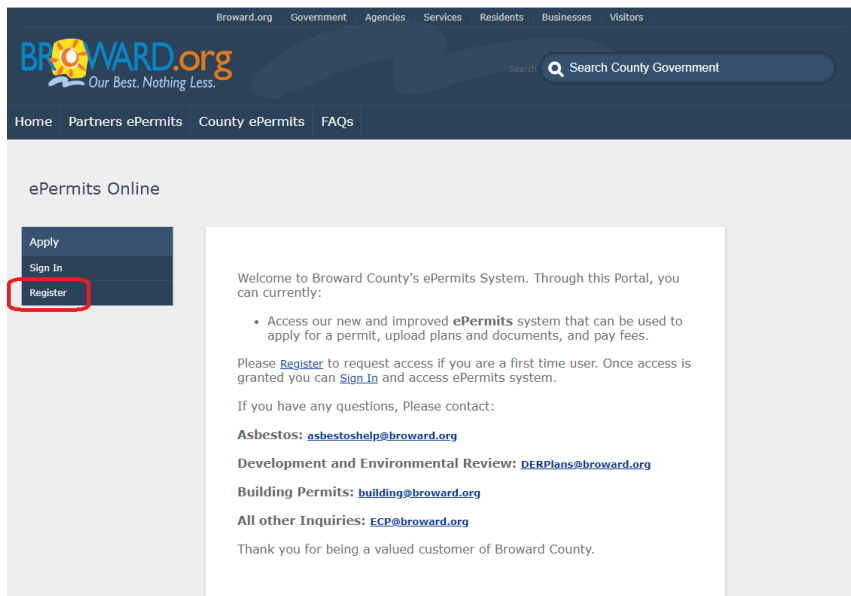 Broward.org Government Agencies Services Residents Businesses Visitors
BROWARD.org
Our Best. Nothing Less.
Search Search County Government
Home Partners ePermits County ePermits FAQs
ePermits Online
Apply
Sign In
Register
Welcome to Broward County's ePermits System. Through this Portal, you
can currently:
• Access our new and improved ePermits system that can be used to
apply for a permit, upload plans and documents, and pay fees.
Please Register to request access if you are a first time user. Once access is
granted you can Sign In and access ePermits system.
If you have any questions, Please contact:
Asbestos: asbestoshelp@broward.org
Development and Environmental Review: DERPlans@broward.org
Building Permits: building@broward.org
All other Inquiries: ECP@broward.org
Thank you for being a valued customer of Broward County.